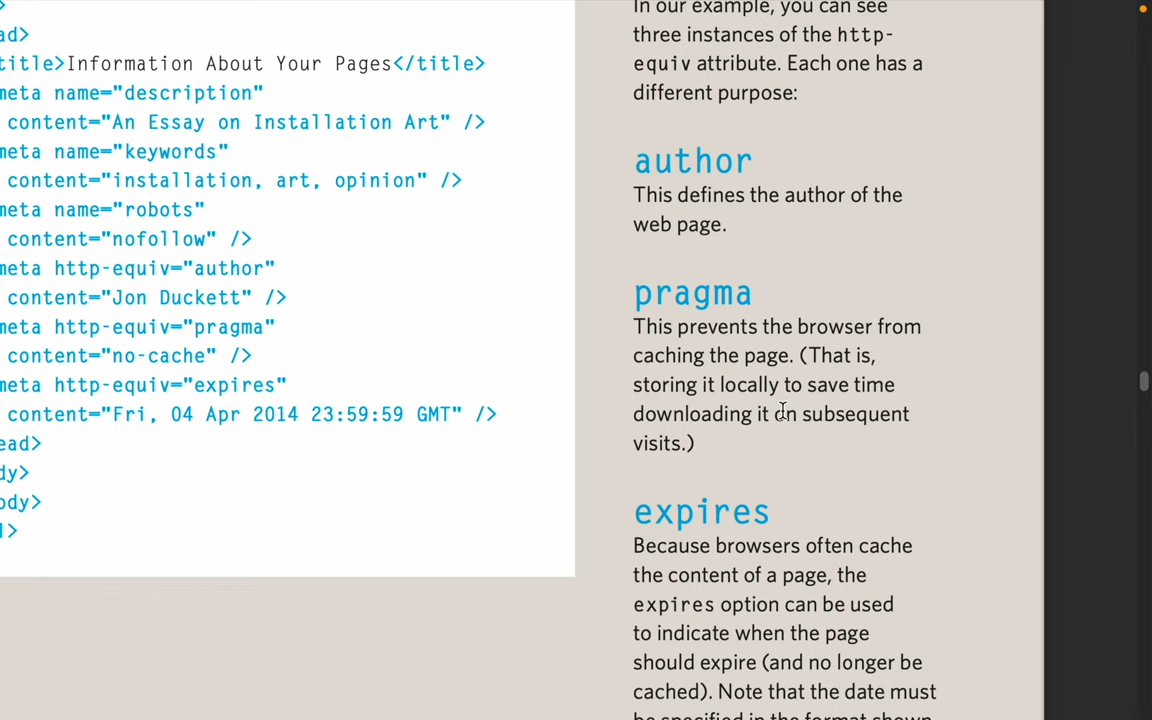 >
ad>
title>Information About Your Pages</title>
meta name="description"
content="An Essay on Installation Art" />
meta name="keywords"
content="installation, art, opinion" />
meta name="robots"
content="nofollow" />
meta http-equiv="author"
content="Jon Duckett" />
meta http-equiv="pragma"
content="no-cache" />
meta http-equiv="expires"
content="Fri, 04 Apr 2014 23:59:59 GMT" />
ead>
dy>
ody>
l>
In our example, you can see
three instances of the http-
equiv attribute. Each one has a
different purpose:
author
This defines the author of the
web page.
pragma
This prevents the browser from
caching the page. (That is,
storing it locally to save time
downloading it on subsequent
visits.)
expires
Because browsers often cache
the content of a page, the
expires option can be used
to indicate when the page
should expire (and no longer be
cached). Note that the date must
be specified in the format shown